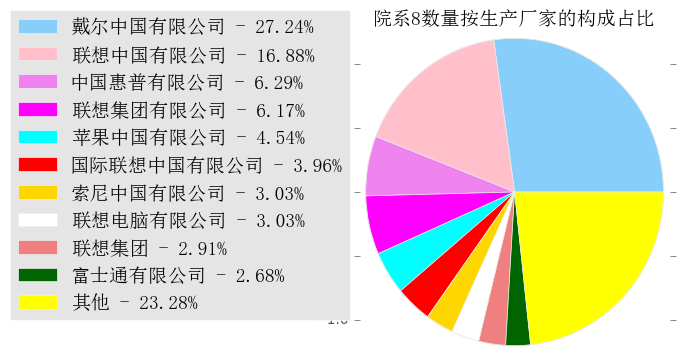 院系8数量按生产厂家的构成占比
戴尔中国有限公司 - 27.24%
联想中国有限公司 - 16.88%
中国惠普有限公司 - 6.29%
联想集团有限公司 - 6.17%
苹果中国有限公司 - 4.54%
国际联想中国有限公司 - 3.96%
索尼中国有限公司 - 3.03%
联想电脑有限公司 - 3.03%
联想集团 - 2.91%
富士通有限公司 - 2.68%
其他 - 23.28%